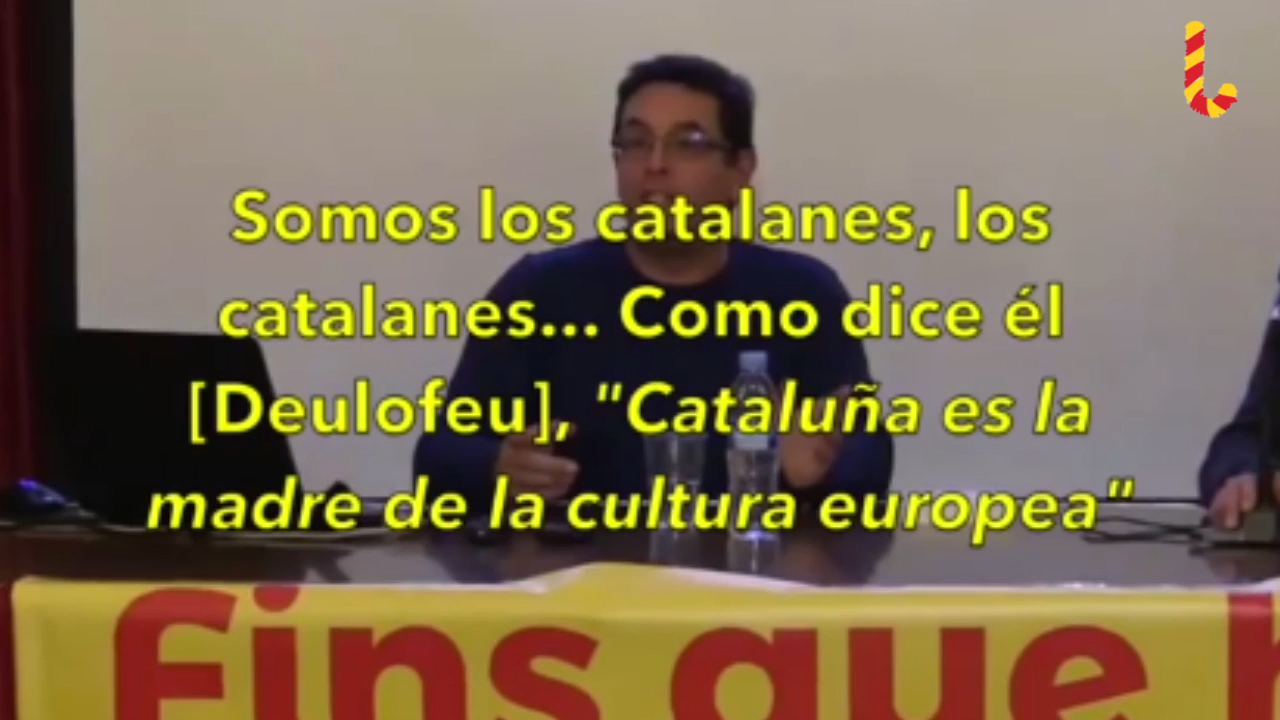 Somos los catalanes, los
catalanes... Como dice él
[Deulofeu], "Cataluña es la
madre de la cultura europea"
Fins que